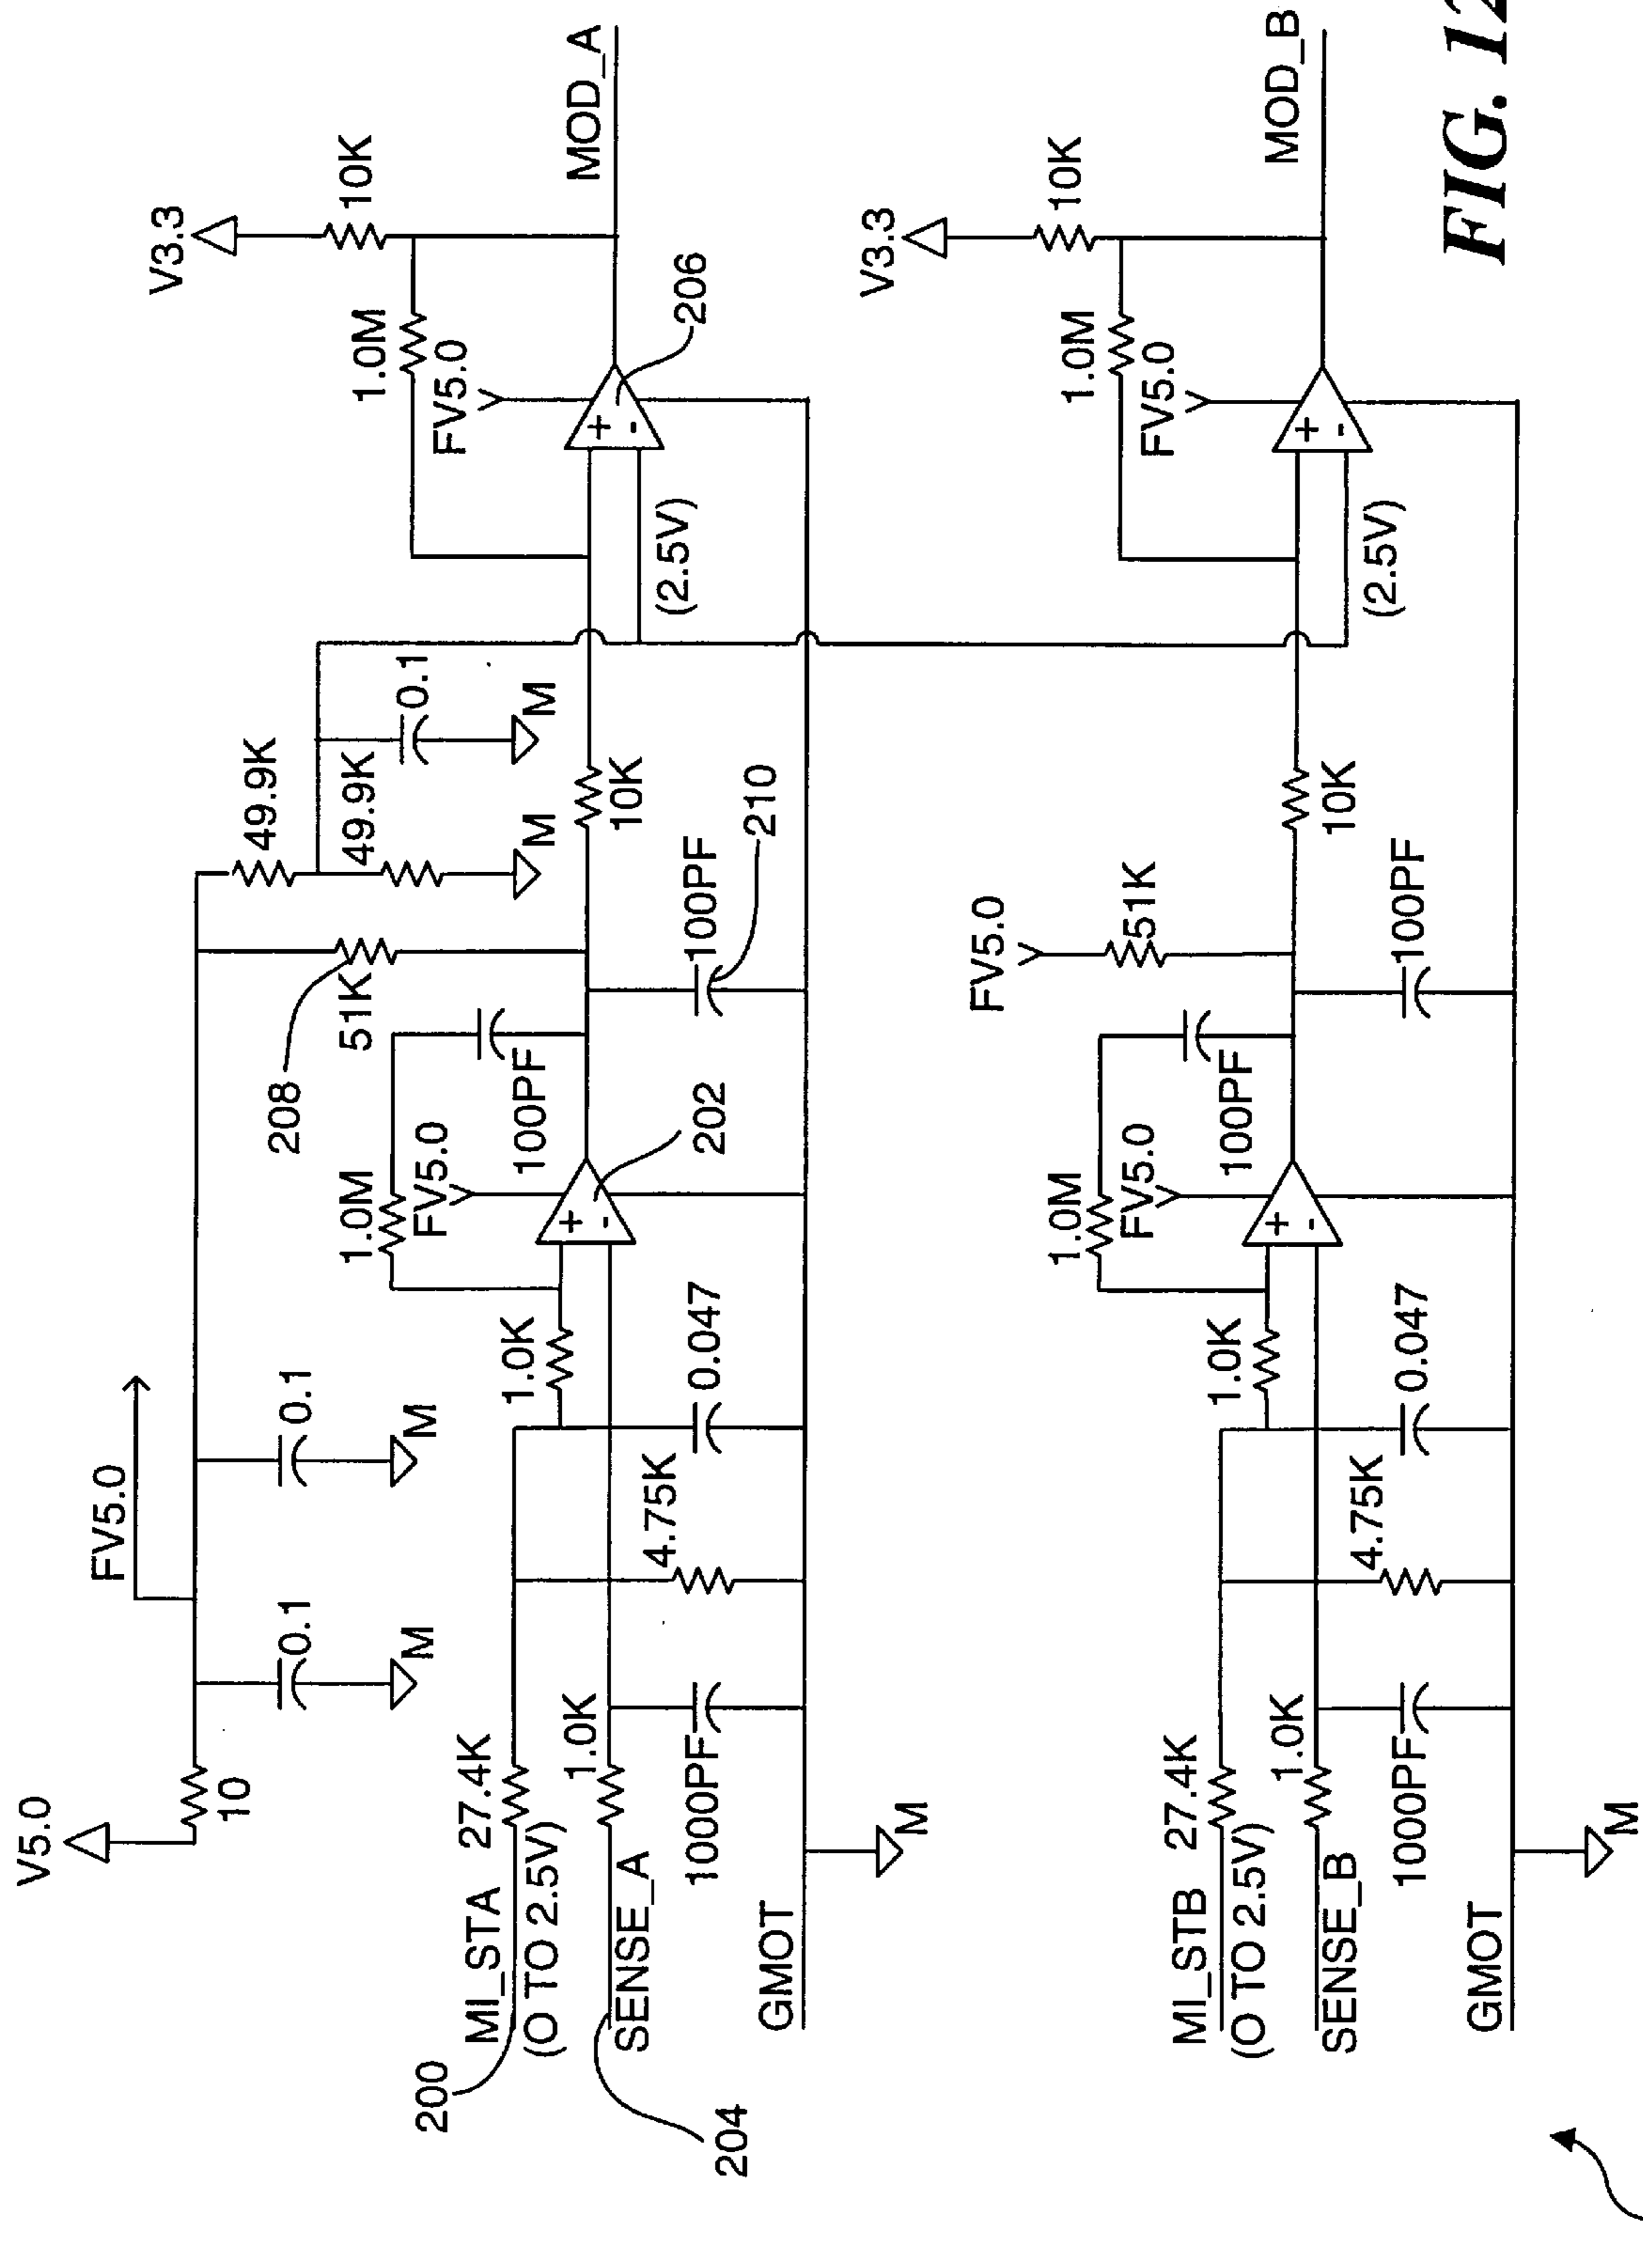 V5.0
10
FV5.0
0.1
M
0.1
M
208
51K
49.9K
49.9K
M
0.1
M
V3.3
10K
1.0M
FV5.0
206
MOD_A
200
MI_STA
(O TO 2.5V)
27.4K
204
SENSE_A
1.0K
1000PF
4.75K
0.047
1.0K
1.0M
FV5.0
100PF
+
-
202
100PF
210
10K
+
-
(2.5V)
GMOT
M
MI_STB
(O TO 2.5V)
27.4K
SENSE_B
1.0K
1000PF
4.75K
0.047
1.0K
1.0M
FV5.0
100PF
+
-
FV5.0
51K
100PF
10K
V3.3
10K
1.0M
FV5.0
+
-
(2.5V)
MOD_B
GMOT
M
FIG. 12